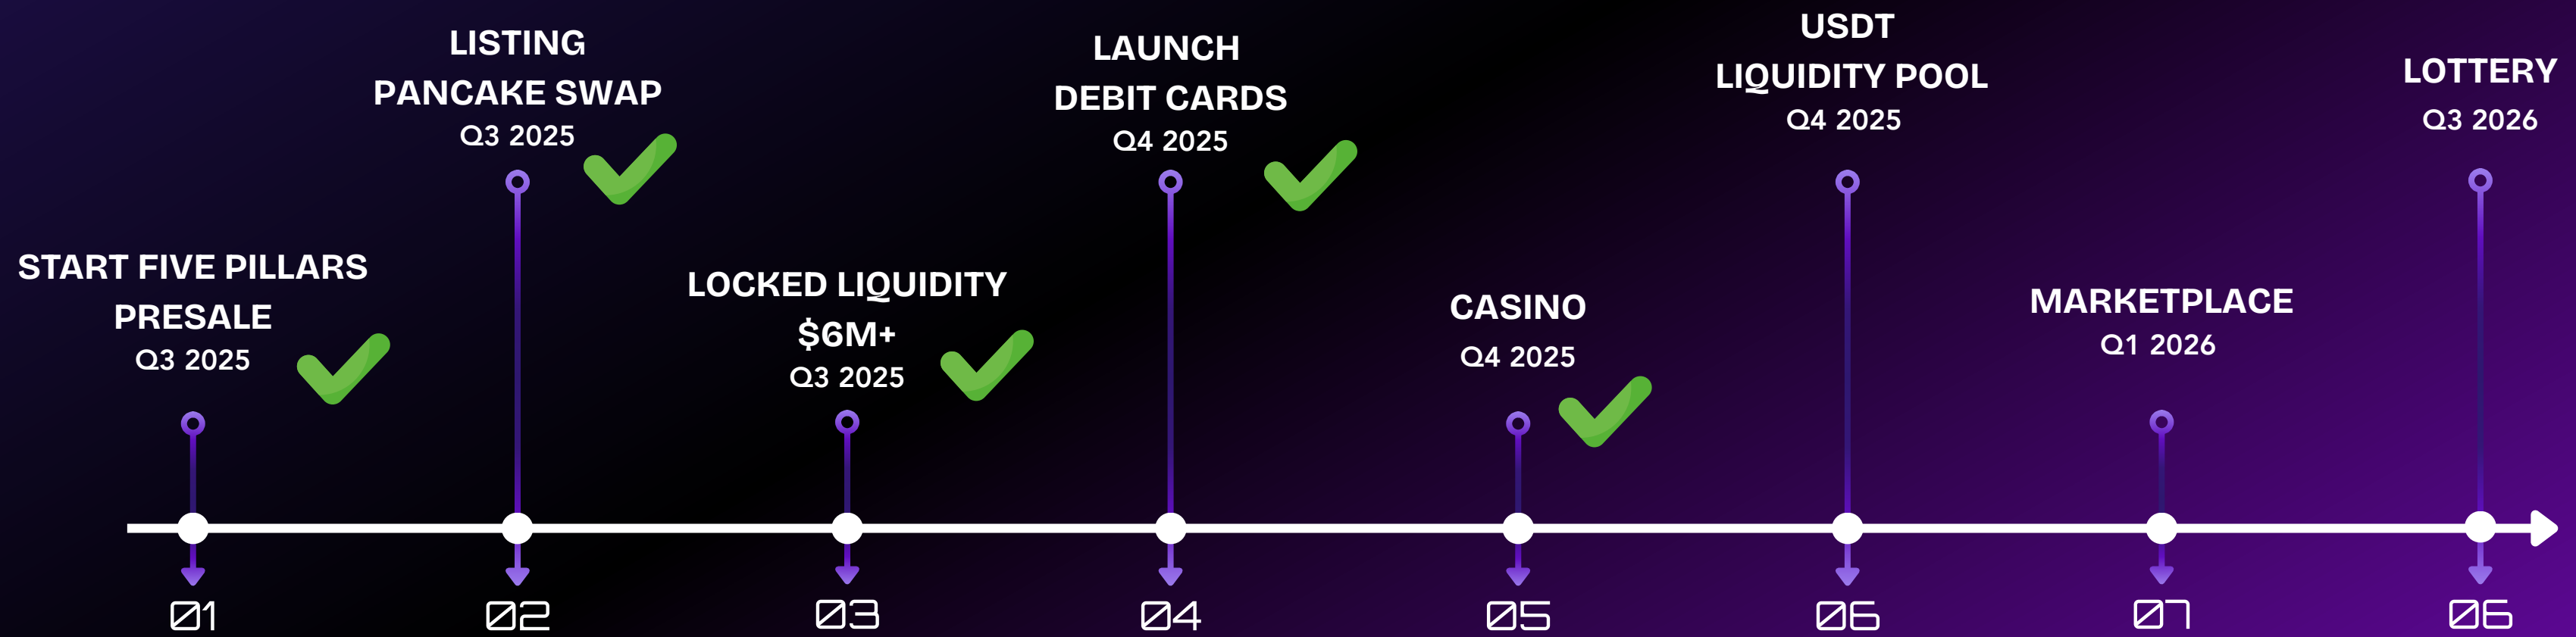 START FIVE PILLARS
PRESALE
Q3 2025
LISTING
PANCAKE SWAP
Q3 2025
LOCKED LIQUIDITY
$6M+
Q3 2025
LAUNCH
DEBIT CARDS
Q4 2025
CASINO
Q4 2025
USDT
LIQUIDITY POOL
Q4 2025
MARKETPLACE
Q1 2026
LOTTERY
Q3 2026
01
02
03
04
05
06
07
06